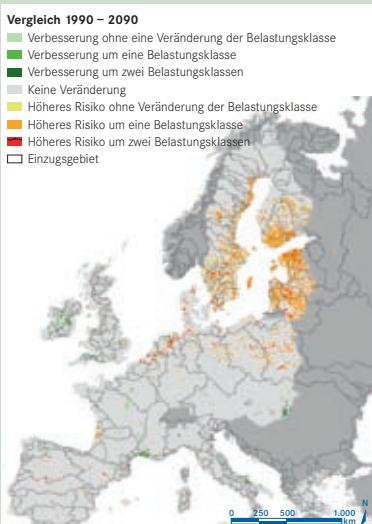 Vergleich 1990 – 2090
Verbesserung ohne eine Veränderung der Belastungsklasse
Verbesserung um eine Belastungsklasse
Verbesserung um zwei Belastungsklassen
Keine Veränderung
Höheres Risiko ohne Veränderung der Belastungsklasse
Höheres Risiko um eine Belastungsklasse
Höheres Risiko um zwei Belastungsklassen
Einzugsgebiet
N
0 250 500 1.000
km